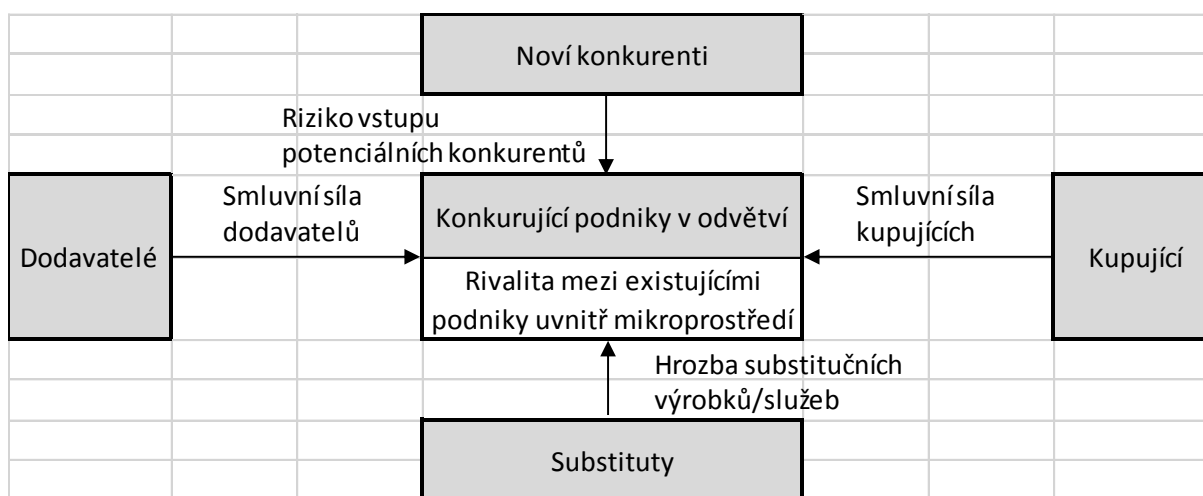 Noví konkurenti
Riziko vstupu
potenciálních konkurentů
Smluvní síla
dodavatelů
Smluvní síla
kupujících
Dodavatelé
Konkurující podniky v odvětví
Kupující
Rivalita mezi existujícími
podniky uvnitř mikroprostředí
Hrozba substitučních
výrobků/služeb
Substituty